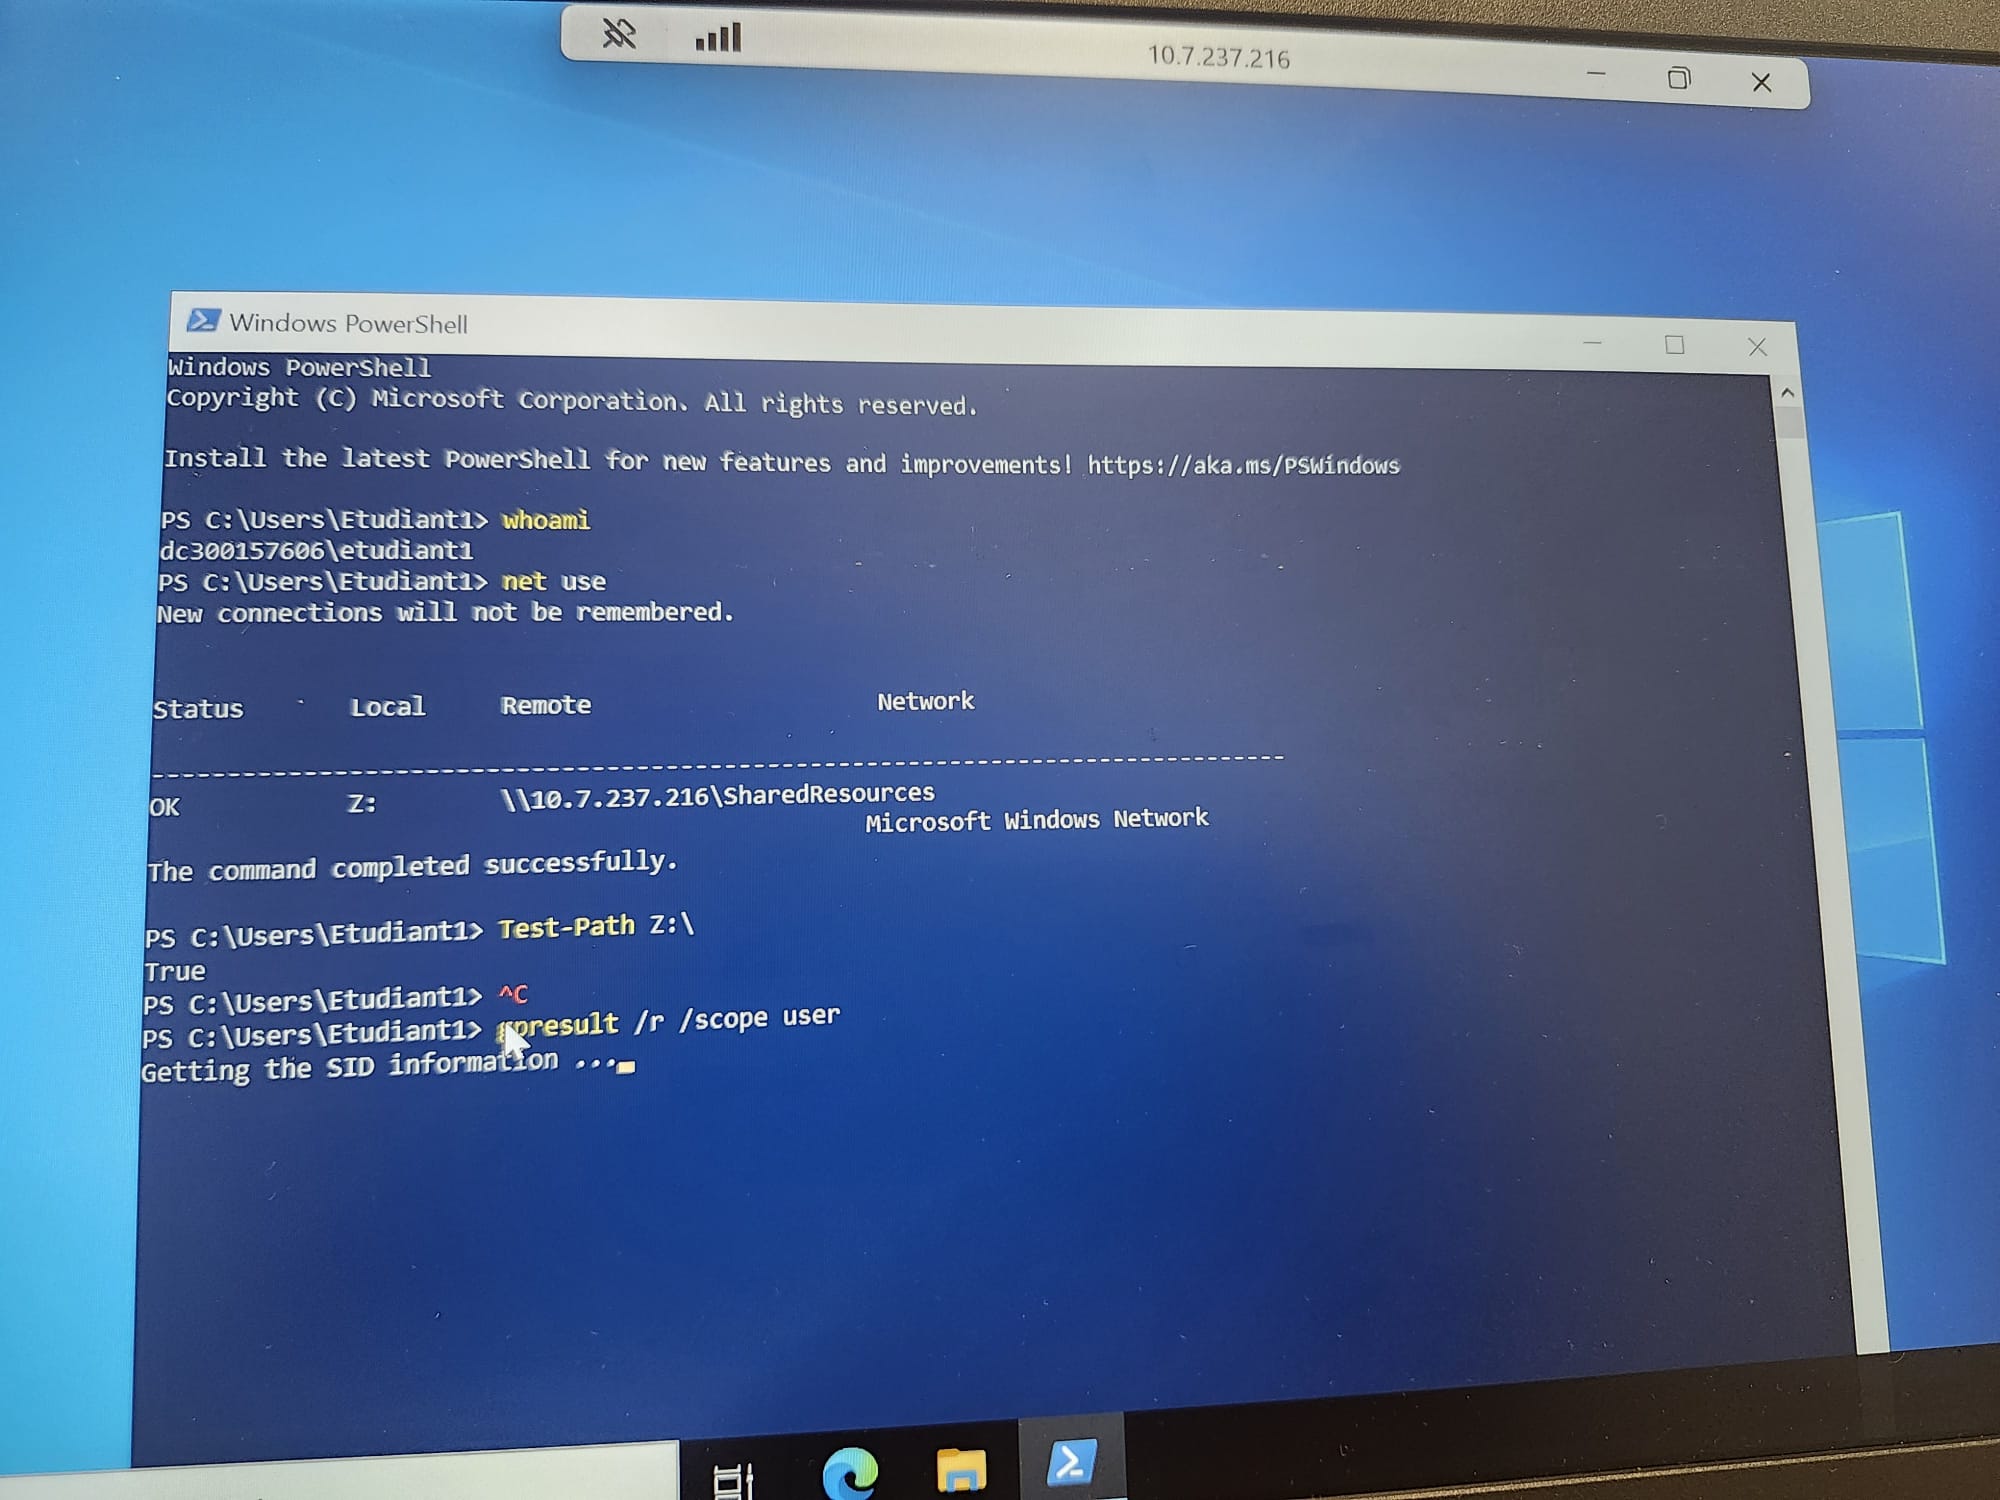 10.7.237.216
Windows PowerShell
Windows PowerShell
Copyright (C) Microsoft Corporation. All rights reserved.
Install the latest PowerShell for new features and improvements! https://aka.ms/PSWindows
PS C:\Users\Etudiant1> whoami
dc300157606\etudiant1
PS C:\Users\Etudiant1> net use
New connections will not be remembered.
Status Local Remote Network
-------------------------------------------------------------------------------
OK Z: \\10.7.237.216\SharedResources
Microsoft Windows Network
The command completed successfully.
PS C:\Users\Etudiant1> Test-Path Z:\
True
PS C:\Users\Etudiant1> ^C
PS C:\Users\Etudiant1> gpresult /r /scope user
Getting the SID information ...